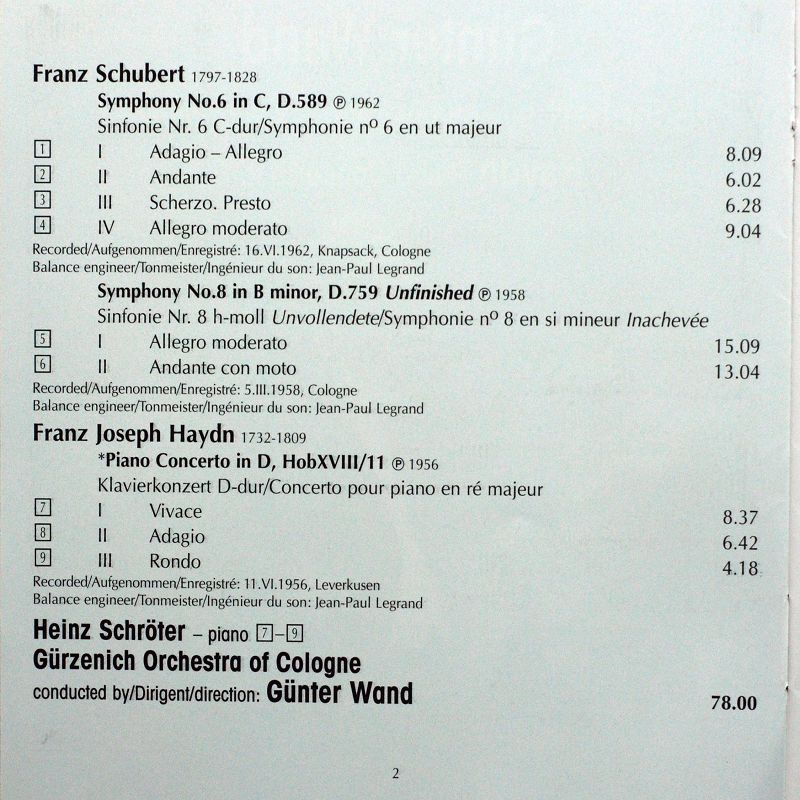 Franz Schubert 1797-1828
Symphony No.6 in C, D.589 ℗ 1962
Sinfonie Nr. 6 C-dur/Symphonie nº 6 en ut majeur
1 I Adagio – Allegro 8.09
2 II Andante 6.02
3 III Scherzo. Presto 6.28
4 IV Allegro moderato 9.04
Recorded/Aufgenommen/Enregistré: 16.VI.1962, Knapsack, Cologne
Balance engineer/Tonmeister/Ingénieur du son: Jean-Paul Legrand
Symphony No.8 in B minor, D.759 Unfinished ℗ 1958
Sinfonie Nr. 8 h-moll Unvollendete/Symphonie nº 8 en si mineur Inachevée
5 I Allegro moderato 15.09
6 II Andante con moto 13.04
Recorded/Aufgenommen/Enregistré: 5.III.1958, Cologne
Balance engineer/Tonmeister/Ingénieur du son: Jean-Paul Legrand
Franz Joseph Haydn 1732-1809
*Piano Concerto in D, HobXVIII/11 ℗ 1956
Klavierkonzert D-dur/Concerto pour piano en ré majeur
7 I Vivace 8.37
8 II Adagio 6.42
9 III Rondo 4.18
Recorded/Aufgenommen/Enregistré: 11.VI.1956, Leverkusen
Balance engineer/Tonmeister/Ingénieur du son: Jean-Paul Legrand
Heinz Schröter – piano 7–9
Gürzenich Orchestra of Cologne
conducted by/Dirigent/direction: Günter Wand 78.00
2